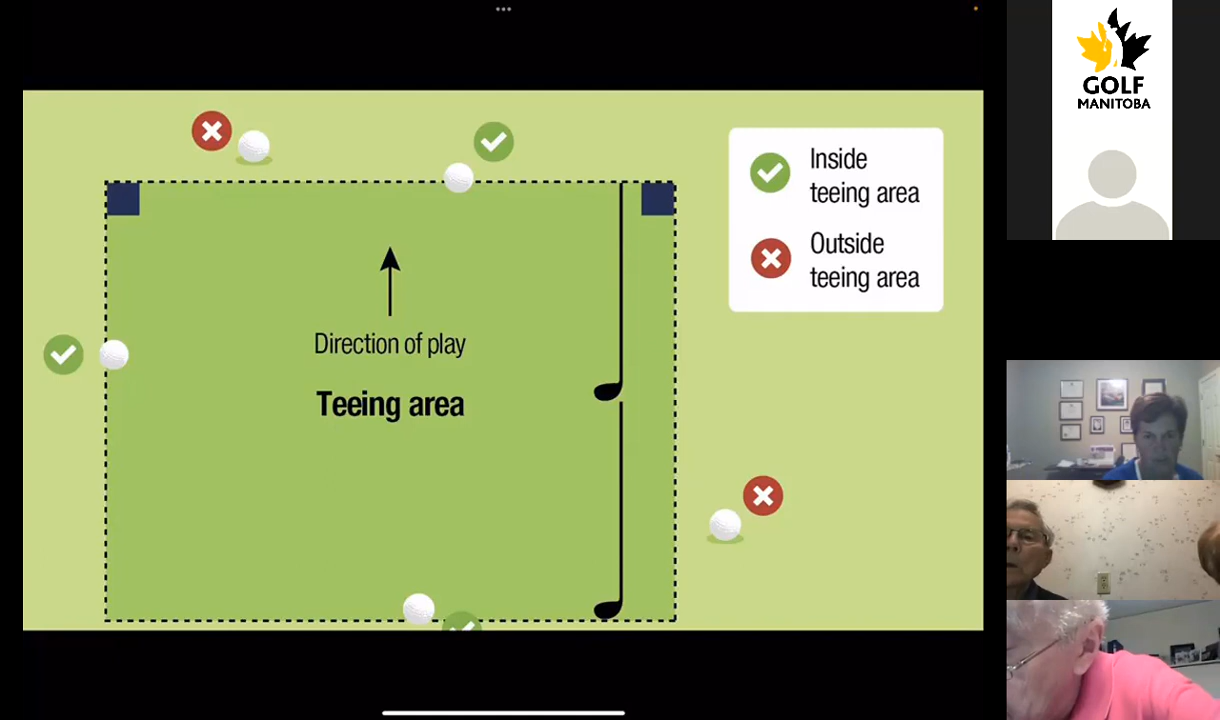 Inside
teeing area
Outside
teeing area
Direction of play
Teeing area
GOLF
MANITOBA